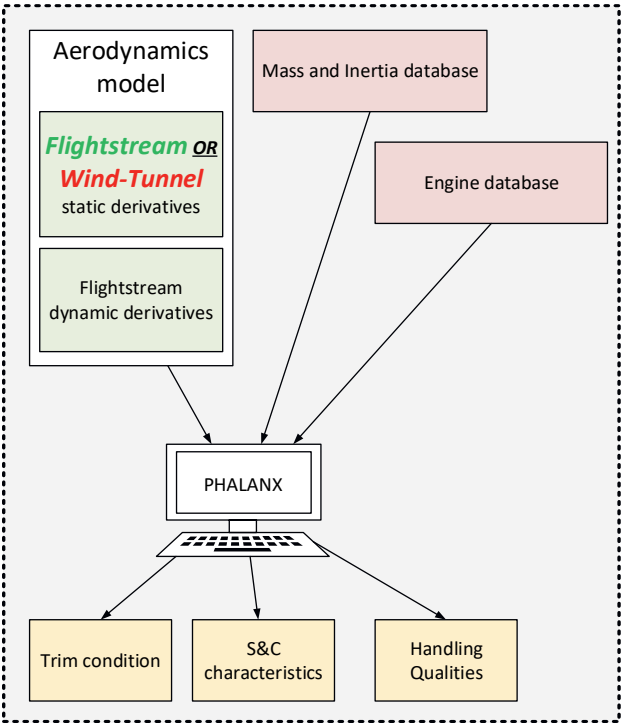 Aerodynamics
model
Flightstream OR
Wind-Tunnel
static derivatives
Flightstream
dynamic derivatives
Mass and Inertia database
Engine database
PHALANX
Trim condition
S&C
characteristics
Handling
Qualities